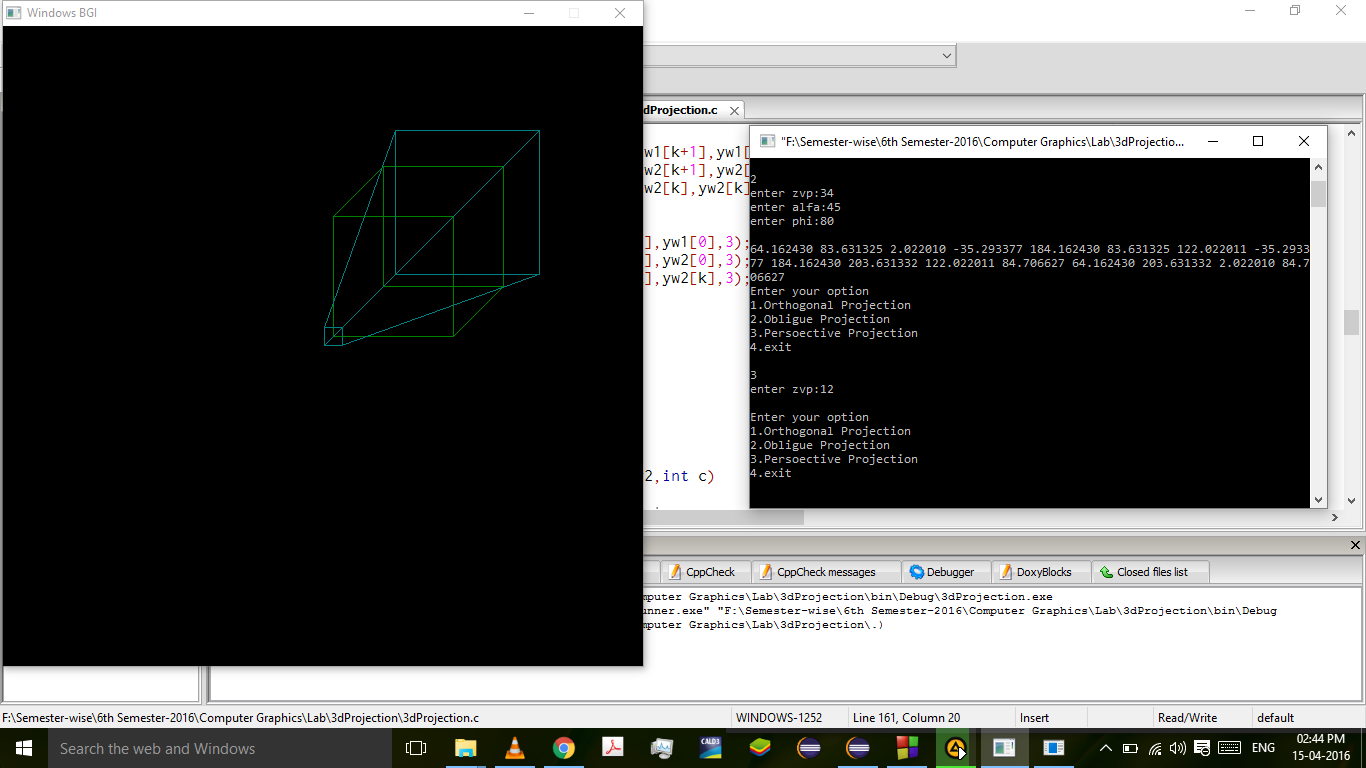 Windows BGI
3dProjection.c
w1[k+1],yw1[
w2[k+1],yw2[
w2[k],yw2[k]
],yw1[0],3);
],yw2[0],3);
],yw2[k],3);
2,int c)
"F:\Semester-wise\6th Semester-2016\Computer Graphics\Lab\3dProjectio...
2
enter zvp:34
enter alfa:45
enter phi:80
64.162430 83.631325 2.022010 -35.293377 184.162430 83.631325 122.022011 -35.2933
77 184.162430 203.631332 122.022011 84.706627 64.162430 203.631332 2.022010 84.7
06627
Enter your option
1.Orthogonal Projection
2.Obligue Projection
3.Persoective Projection
4.exit
3
enter zvp:12
Enter your option
1.Orthogonal Projection
2.Obligue Projection
3.Persoective Projection
4.exit
CppCheck CppCheck messages Debugger DoxyBlocks Closed files list
mputer Graphics\Lab\3dProjection\bin\Debug\3dProjection.exe
unner.exe" "F:\Semester-wise\6th Semester-2016\Computer Graphics\Lab\3dProjection\bin\Debug
mputer Graphics\Lab\3dProjection\.)
F:\Semester-wise\6th Semester-2016\Computer Graphics\Lab\3dProjection\3dProjection.c WINDOWS-1252 Line 161, Column 20 Insert Read/Write default
Search the web and Windows
CALD3
ENG
02:44 PM
15-04-2016